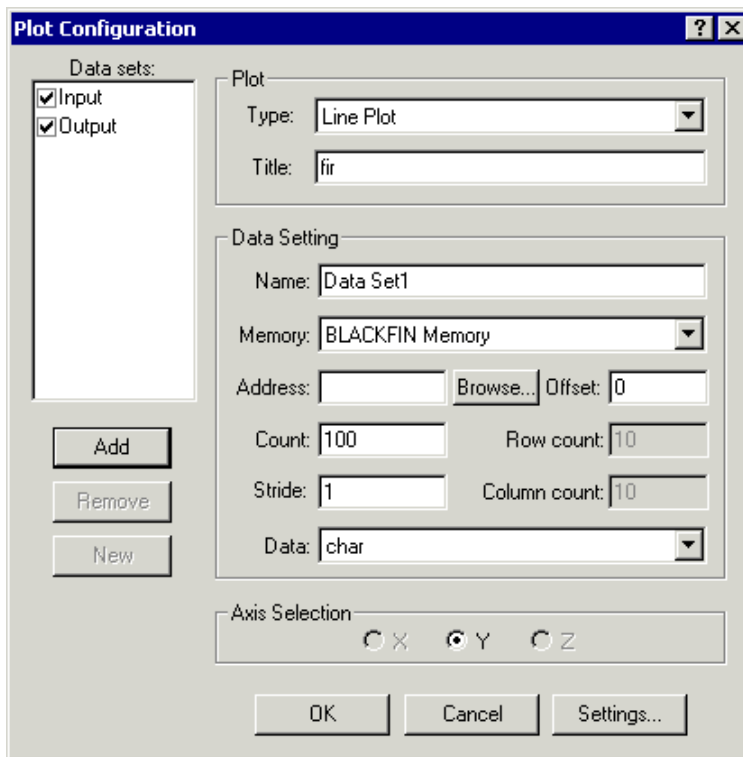 Plot Configuration
Data sets:
Input
Output
Add
Remove
New
Plot
Type: Line Plot
Title: fir
Data Setting
Name: Data Set1
Memory: BLACKFIN Memory
Address: Browse... Offset: 0
Count: 100 Row count: 10
Stride: 1 Column count: 10
Data: char
Axis Selection
X Y Z
OK Cancel Settings...